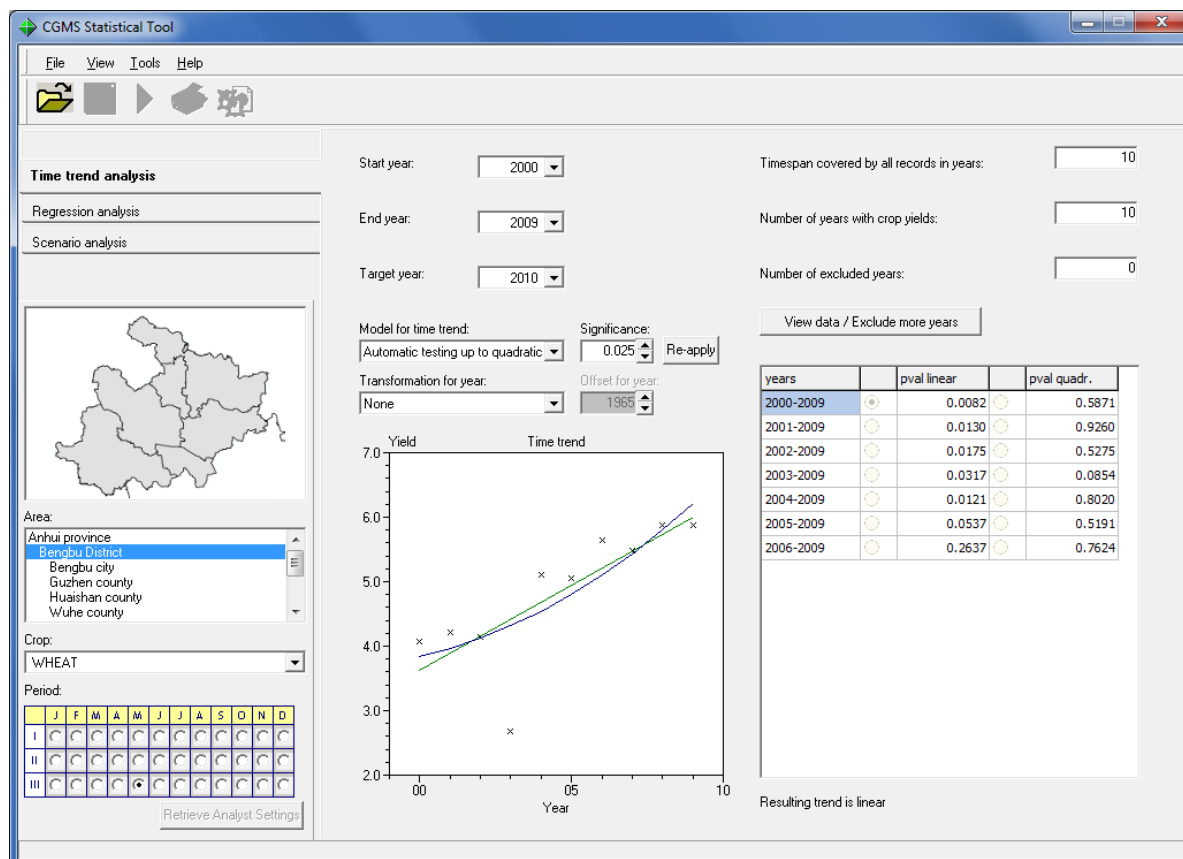 CGMS Statistical Tool
File View Tools Help
Time trend analysis
Regression analysis
Scenario analysis
Area:
Anhui province
Bengbu District
Bengbu city
Guzhen county
Huaishan county
Wuhe county
Crop:
WHEAT
Period:
J F M A M J J A S O N D
I
II
III
Retrieve Analyst Settings
Start year: 2000
End year: 2009
Target year: 2010
Model for time trend: Significance:
Automatic testing up to quadratic 0.025 Re-apply
Transformation for year: Offset for year:
None 1965
Yield Time trend
7.0
6.0
5.0
4.0
3.0
2.0
00 05 10
Year
Timespan covered by all records in years: 10
Number of years with crop yields: 10
Number of excluded years: 0
View data / Exclude more years
years pval linear pval quadr.
2000-2009 0.0082 0.5871
2001-2009 0.0130 0.9260
2002-2009 0.0175 0.5275
2003-2009 0.0317 0.0854
2004-2009 0.0121 0.8020
2005-2009 0.0537 0.5191
2006-2009 0.2637 0.7624
Resulting trend is linear